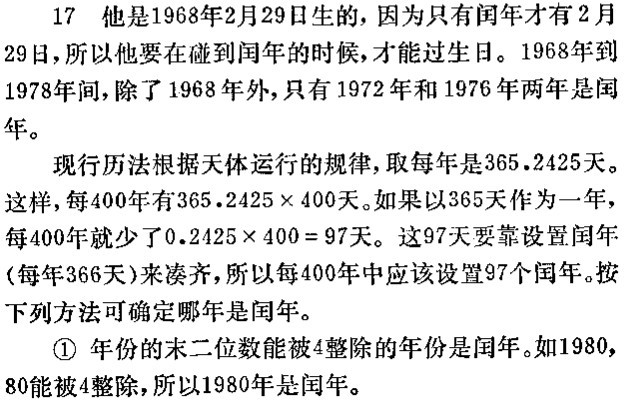 17 他是1968年2月29日生的，因为只有闰年才有2月
29日，所以他要在碰到闰年的时候，才能过生日。1968年到
1978年间，除了1968年外，只有1972年和1976年两年是闰
年。
现行历法根据天体运行的规律，取每年是365.2425天。
这样，每400年有365.2425×400天。如果以365天作为一年，
每400年就少了0.2425×400=97天。这97天要靠设置闰年
(每年366天)来凑齐，所以每400年中应该设置97个闰年。按
下列方法可确定哪年是闰年。
① 年份的末二位数能被4整除的年份是闰年。如1980，
80能被4整除，所以1980年是闰年。